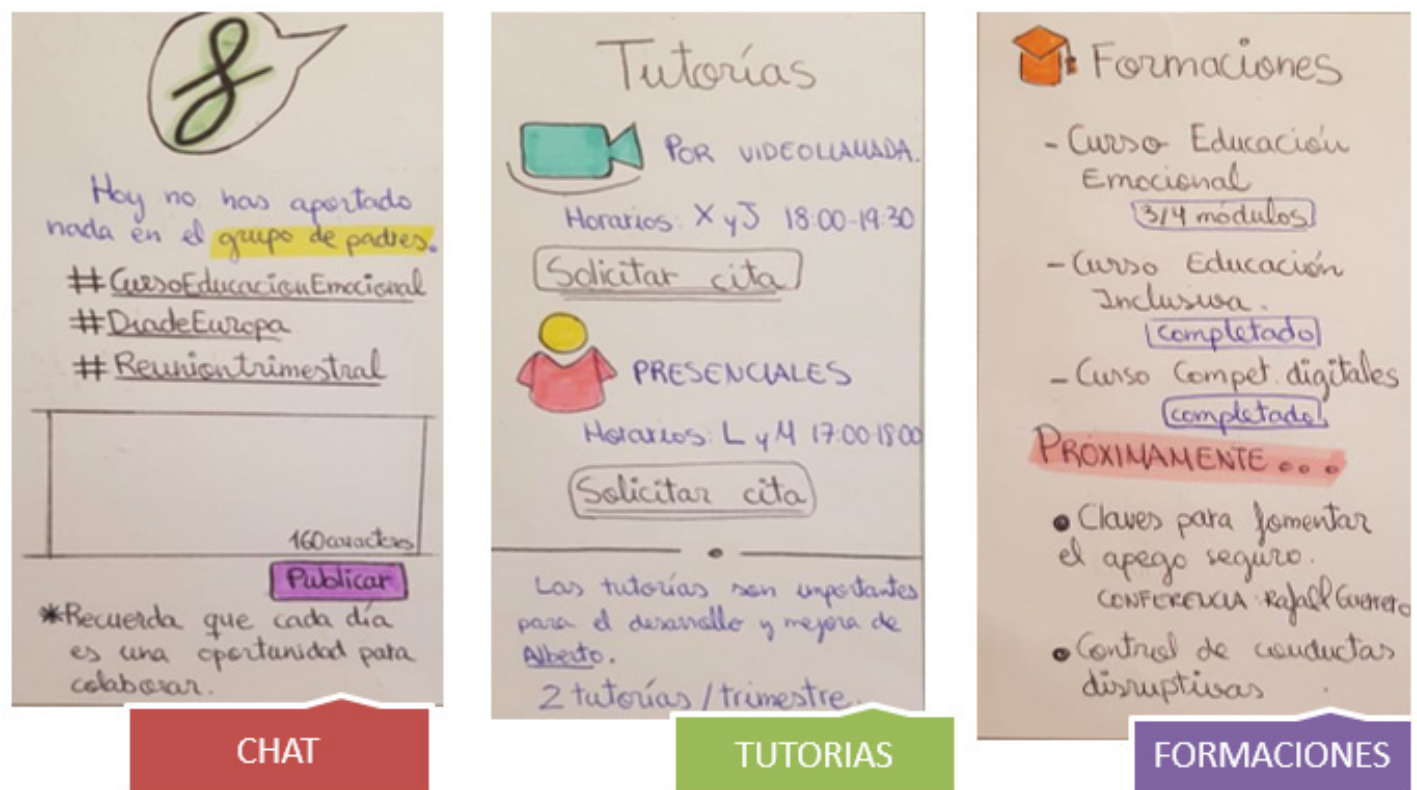 Hoy no has aportado
nada en el grupo de padres.
#CursoEducacionEmocional
#DiadeEuropa
#Reuniontrimestral
160 caracteres
Publicar
*Recuerda que cada día
es una oportunidad para
colaborar.
CHAT
Tutorías
POR VIDEOLLAMADA.
Horarios: X y J 18:00-19:30
Solicitar cita
PRESENCIALES
Horarios: L y M 17:00-18:00
Solicitar cita
Las tutorías son importantes
para el desarrollo y mejora de
Alberto.
2 tutorías / trimestre.
TUTORIAS
Formaciones
- Curso Educación
Emocional
3/4 módulos
- Curso Educación
Inclusiva.
completado
- Curso Compet. digitales
completado
PRÓXIMAMENTE...
• Claves para fomentar
el apego seguro.
CONFERENCIA: Rafael Guerrero
• Control de conductas
disruptivas
FORMACIONES